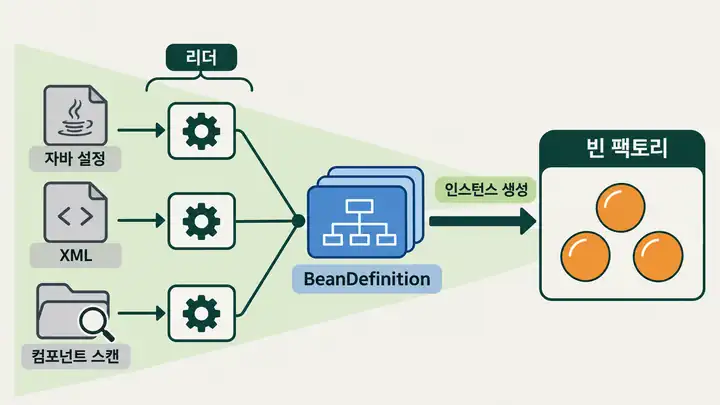 리더
자바 설정
XML
컴포넌트 스캔
BeanDefinition
인스턴스 생성
빈 팩토리